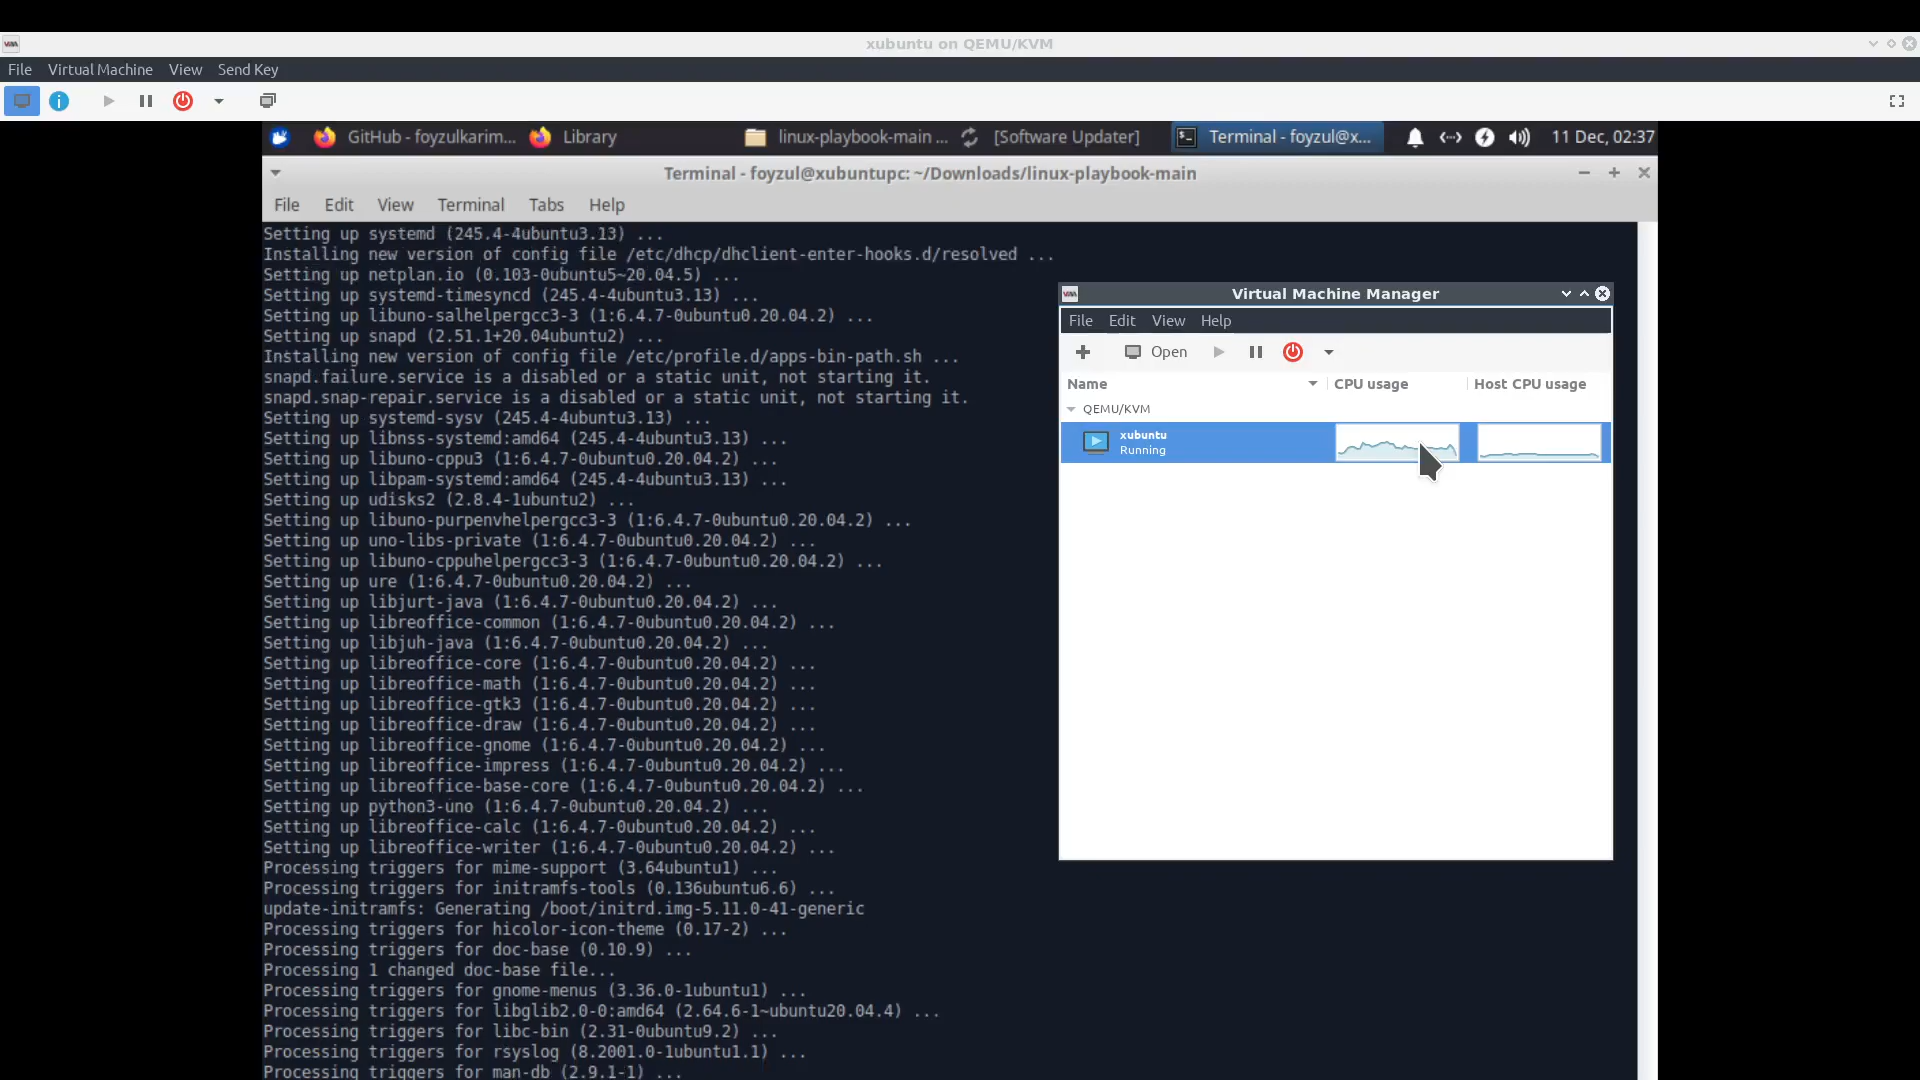 xubuntu on QEMU/KVM
File Virtual Machine View Send Key
GitHub - foyzulkarim... Library linux-playbook-main ... [Software Updater] Terminal - foyzul@x... 11 Dec, 02:37
Terminal - foyzul@xubuntupc: ~/Downloads/linux-playbook-main
File Edit View Terminal Tabs Help
Setting up systemd (245.4-4ubuntu3.13) ...
Installing new version of config file /etc/dhcp/dhclient-enter-hooks.d/resolved ...
Setting up netplan.io (0.103-0ubuntu5~20.04.5) ...
Setting up systemd-timesyncd (245.4-4ubuntu3.13) ...
Setting up libuno-salhelpergcc3-3 (1:6.4.7-0ubuntu0.20.04.2) ...
Setting up snapd (2.51.1+20.04ubuntu2) ...
Installing new version of config file /etc/profile.d/apps-bin-path.sh ...
snapd.failure.service is a disabled or a static unit, not starting it.
snapd.snap-repair.service is a disabled or a static unit, not starting it.
Setting up systemd-sysv (245.4-4ubuntu3.13) ...
Setting up libnss-systemd:amd64 (245.4-4ubuntu3.13) ...
Setting up libuno-cppu3 (1:6.4.7-0ubuntu0.20.04.2) ...
Setting up libpam-systemd:amd64 (245.4-4ubuntu3.13) ...
Setting up udisks2 (2.8.4-1ubuntu2) ...
Setting up libuno-purpenvhelpergcc3-3 (1:6.4.7-0ubuntu0.20.04.2) ...
Setting up uno-libs-private (1:6.4.7-0ubuntu0.20.04.2) ...
Setting up libuno-cppuhelpergcc3-3 (1:6.4.7-0ubuntu0.20.04.2) ...
Setting up ure (1:6.4.7-0ubuntu0.20.04.2) ...
Setting up libjurt-java (1:6.4.7-0ubuntu0.20.04.2) ...
Setting up libreoffice-common (1:6.4.7-0ubuntu0.20.04.2) ...
Setting up libjuh-java (1:6.4.7-0ubuntu0.20.04.2) ...
Setting up libreoffice-core (1:6.4.7-0ubuntu0.20.04.2) ...
Setting up libreoffice-math (1:6.4.7-0ubuntu0.20.04.2) ...
Setting up libreoffice-gtk3 (1:6.4.7-0ubuntu0.20.04.2) ...
Setting up libreoffice-draw (1:6.4.7-0ubuntu0.20.04.2) ...
Setting up libreoffice-gnome (1:6.4.7-0ubuntu0.20.04.2) ...
Setting up libreoffice-impress (1:6.4.7-0ubuntu0.20.04.2) ...
Setting up libreoffice-base-core (1:6.4.7-0ubuntu0.20.04.2) ...
Setting up python3-uno (1:6.4.7-0ubuntu0.20.04.2) ...
Setting up libreoffice-calc (1:6.4.7-0ubuntu0.20.04.2) ...
Setting up libreoffice-writer (1:6.4.7-0ubuntu0.20.04.2) ...
Processing triggers for mime-support (3.64ubuntu1) ...
Processing triggers for initramfs-tools (0.136ubuntu6.6) ...
update-initramfs: Generating /boot/initrd.img-5.11.0-41-generic
Processing triggers for hicolor-icon-theme (0.17-2) ...
Processing triggers for doc-base (0.10.9) ...
Processing 1 changed doc-base file...
Processing triggers for gnome-menus (3.36.0-1ubuntu1) ...
Processing triggers for libglib2.0-0:amd64 (2.64.6-1~ubuntu20.04.4) ...
Processing triggers for libc-bin (2.31-0ubuntu9.2) ...
Processing triggers for rsyslog (8.2001.0-1ubuntu1.1) ...
Processing triggers for man-db (2.9.1-1) ...
Virtual Machine Manager
File Edit View Help
Open
Name CPU usage Host CPU usage
QEMU/KVM
xubuntu
Running